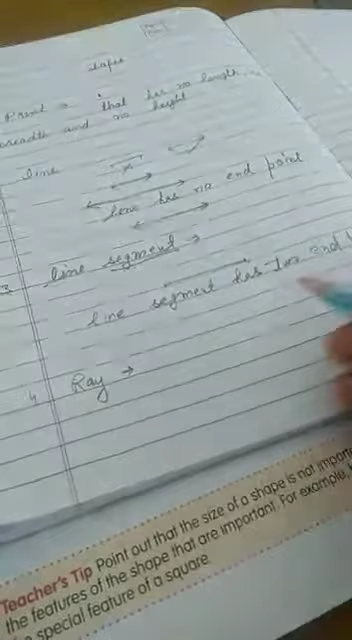 shapes
Point → that has no length
breadth and no height
line
line has no end point
3 line segment →
line segment has two end
4 Ray →
Teacher's Tip Point out that the size of a shape is not import
the features of the shape that are important. For example,
special feature of a square.